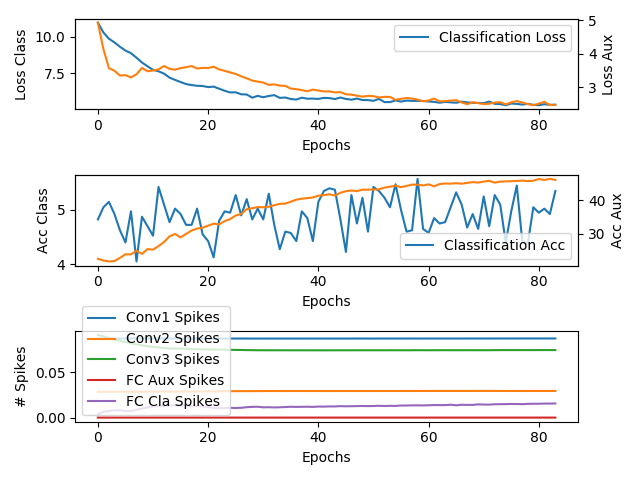 Classification Loss
Loss Class
Loss Aux
10.0
7.5
5
4
3
0 20 40 60 80
Epochs
Classification Acc
Acc Class
Acc Aux
5
4
40
30
0 20 40 60 80
Epochs
Conv1 Spikes
Conv2 Spikes
Conv3 Spikes
FC Aux Spikes
FC Cla Spikes
# Spikes
0.05
0.00
0 20 40 60 80
Epochs